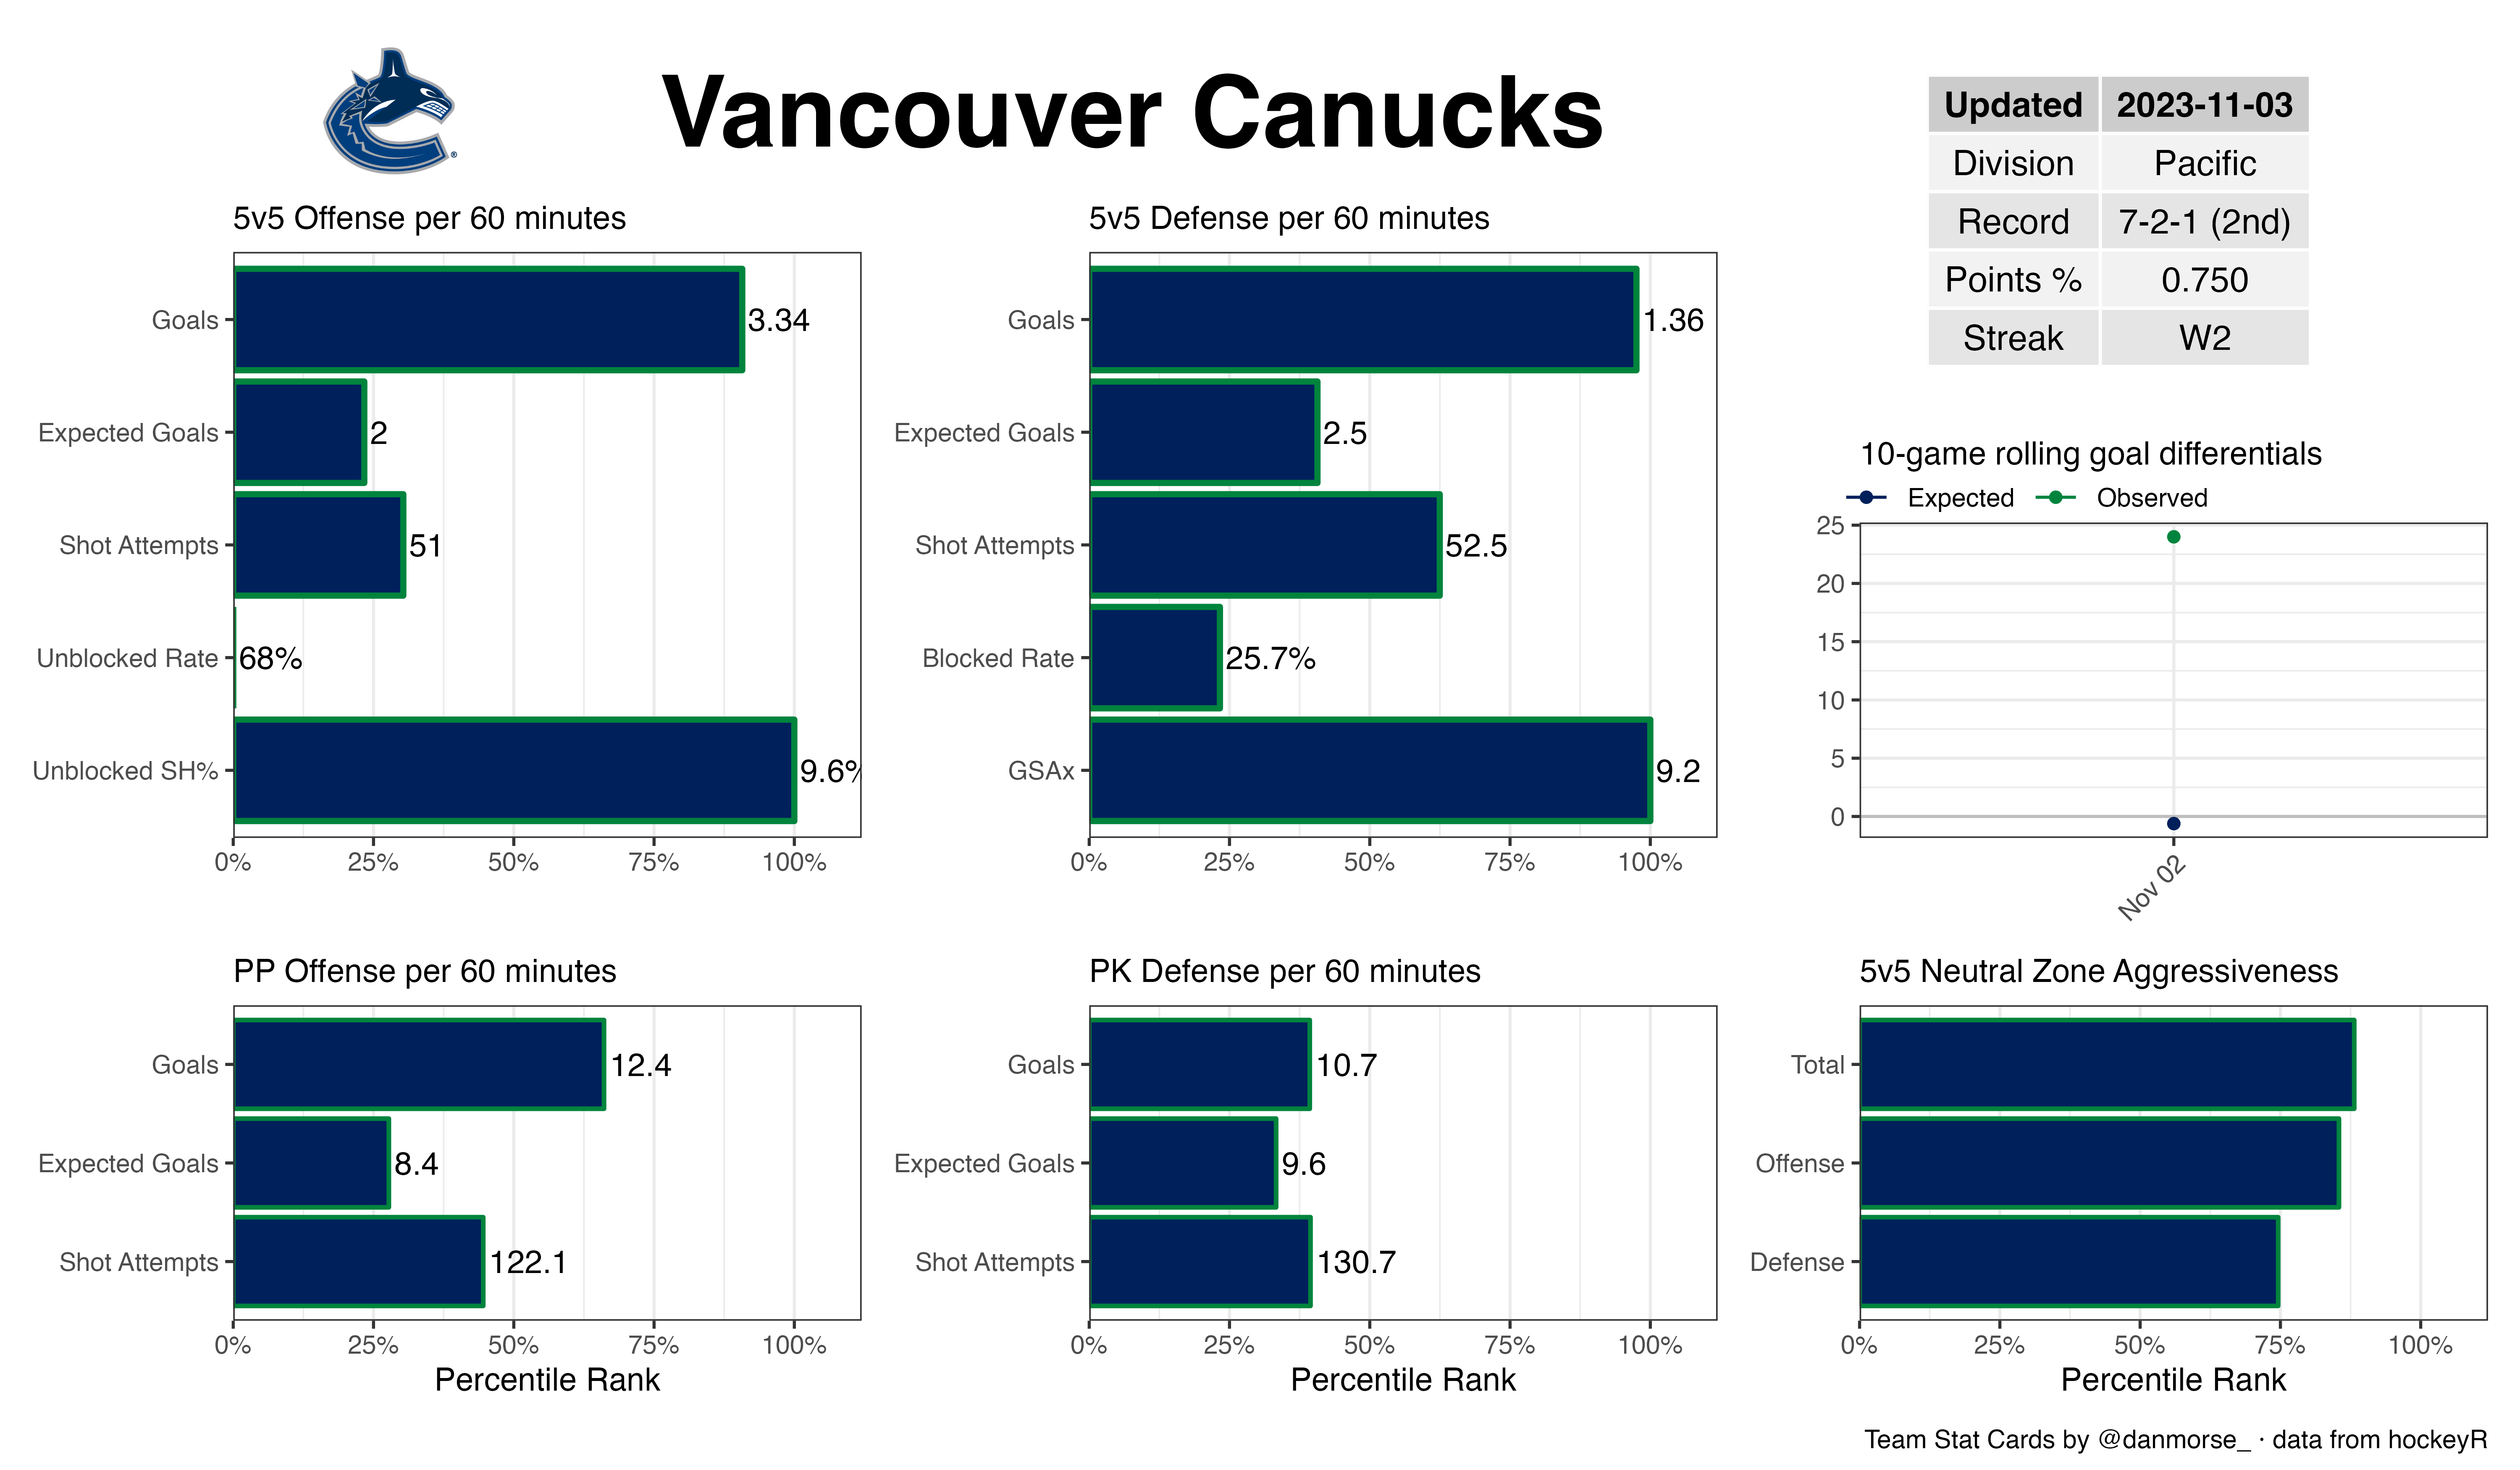 Vancouver Canucks
®
Updated 2023-11-03
Division Pacific
Record 7-2-1 (2nd)
Points % 0.750
Streak W2
5v5 Offense per 60 minutes
Goals 3.34
Expected Goals 2
Shot Attempts 51
Unblocked Rate 68%
Unblocked SH% 9.6%
0% 25% 50% 75% 100%
5v5 Defense per 60 minutes
Goals 1.36
Expected Goals 2.5
Shot Attempts 52.5
Blocked Rate 25.7%
GSAx 9.2
0% 25% 50% 75% 100%
10-game rolling goal differentials
Expected Observed
25
20
15
10
5
0
Nov 02
PP Offense per 60 minutes
Goals 12.4
Expected Goals 8.4
Shot Attempts 122.1
0% 25% 50% 75% 100%
Percentile Rank
PK Defense per 60 minutes
Goals 10.7
Expected Goals 9.6
Shot Attempts 130.7
0% 25% 50% 75% 100%
Percentile Rank
5v5 Neutral Zone Aggressiveness
Total
Offense
Defense
0% 25% 50% 75% 100%
Percentile Rank
Team Stat Cards by @danmorse_ · data from hockeyR